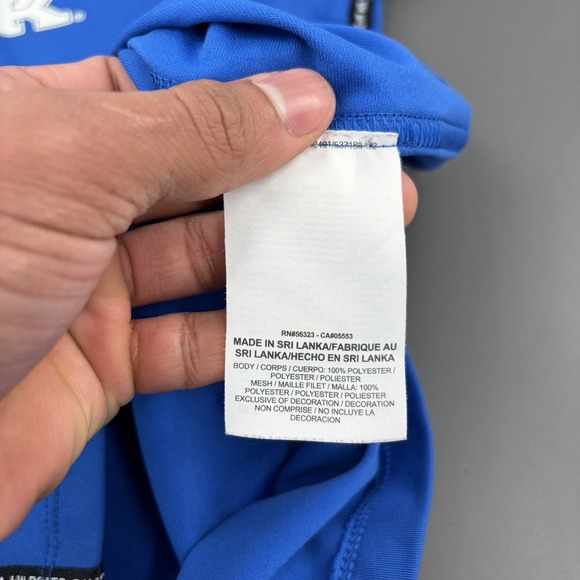 RN#56323 - CA#05553
MADE IN SRI LANKA/FABRIQUE AU
SRI LANKA/HECHO EN SRI LANKA
BODY / CORPS / CUERPO: 100% POLYESTER /
POLYESTER / POLIESTER
MESH / MAILLE FILET / MALLA: 100%
POLYESTER / POLYESTER / POLIESTER
EXCLUSIVE OF DECORATION / DECORATION
NON COMPRISE / NO INCLUYE LA
DECORACION